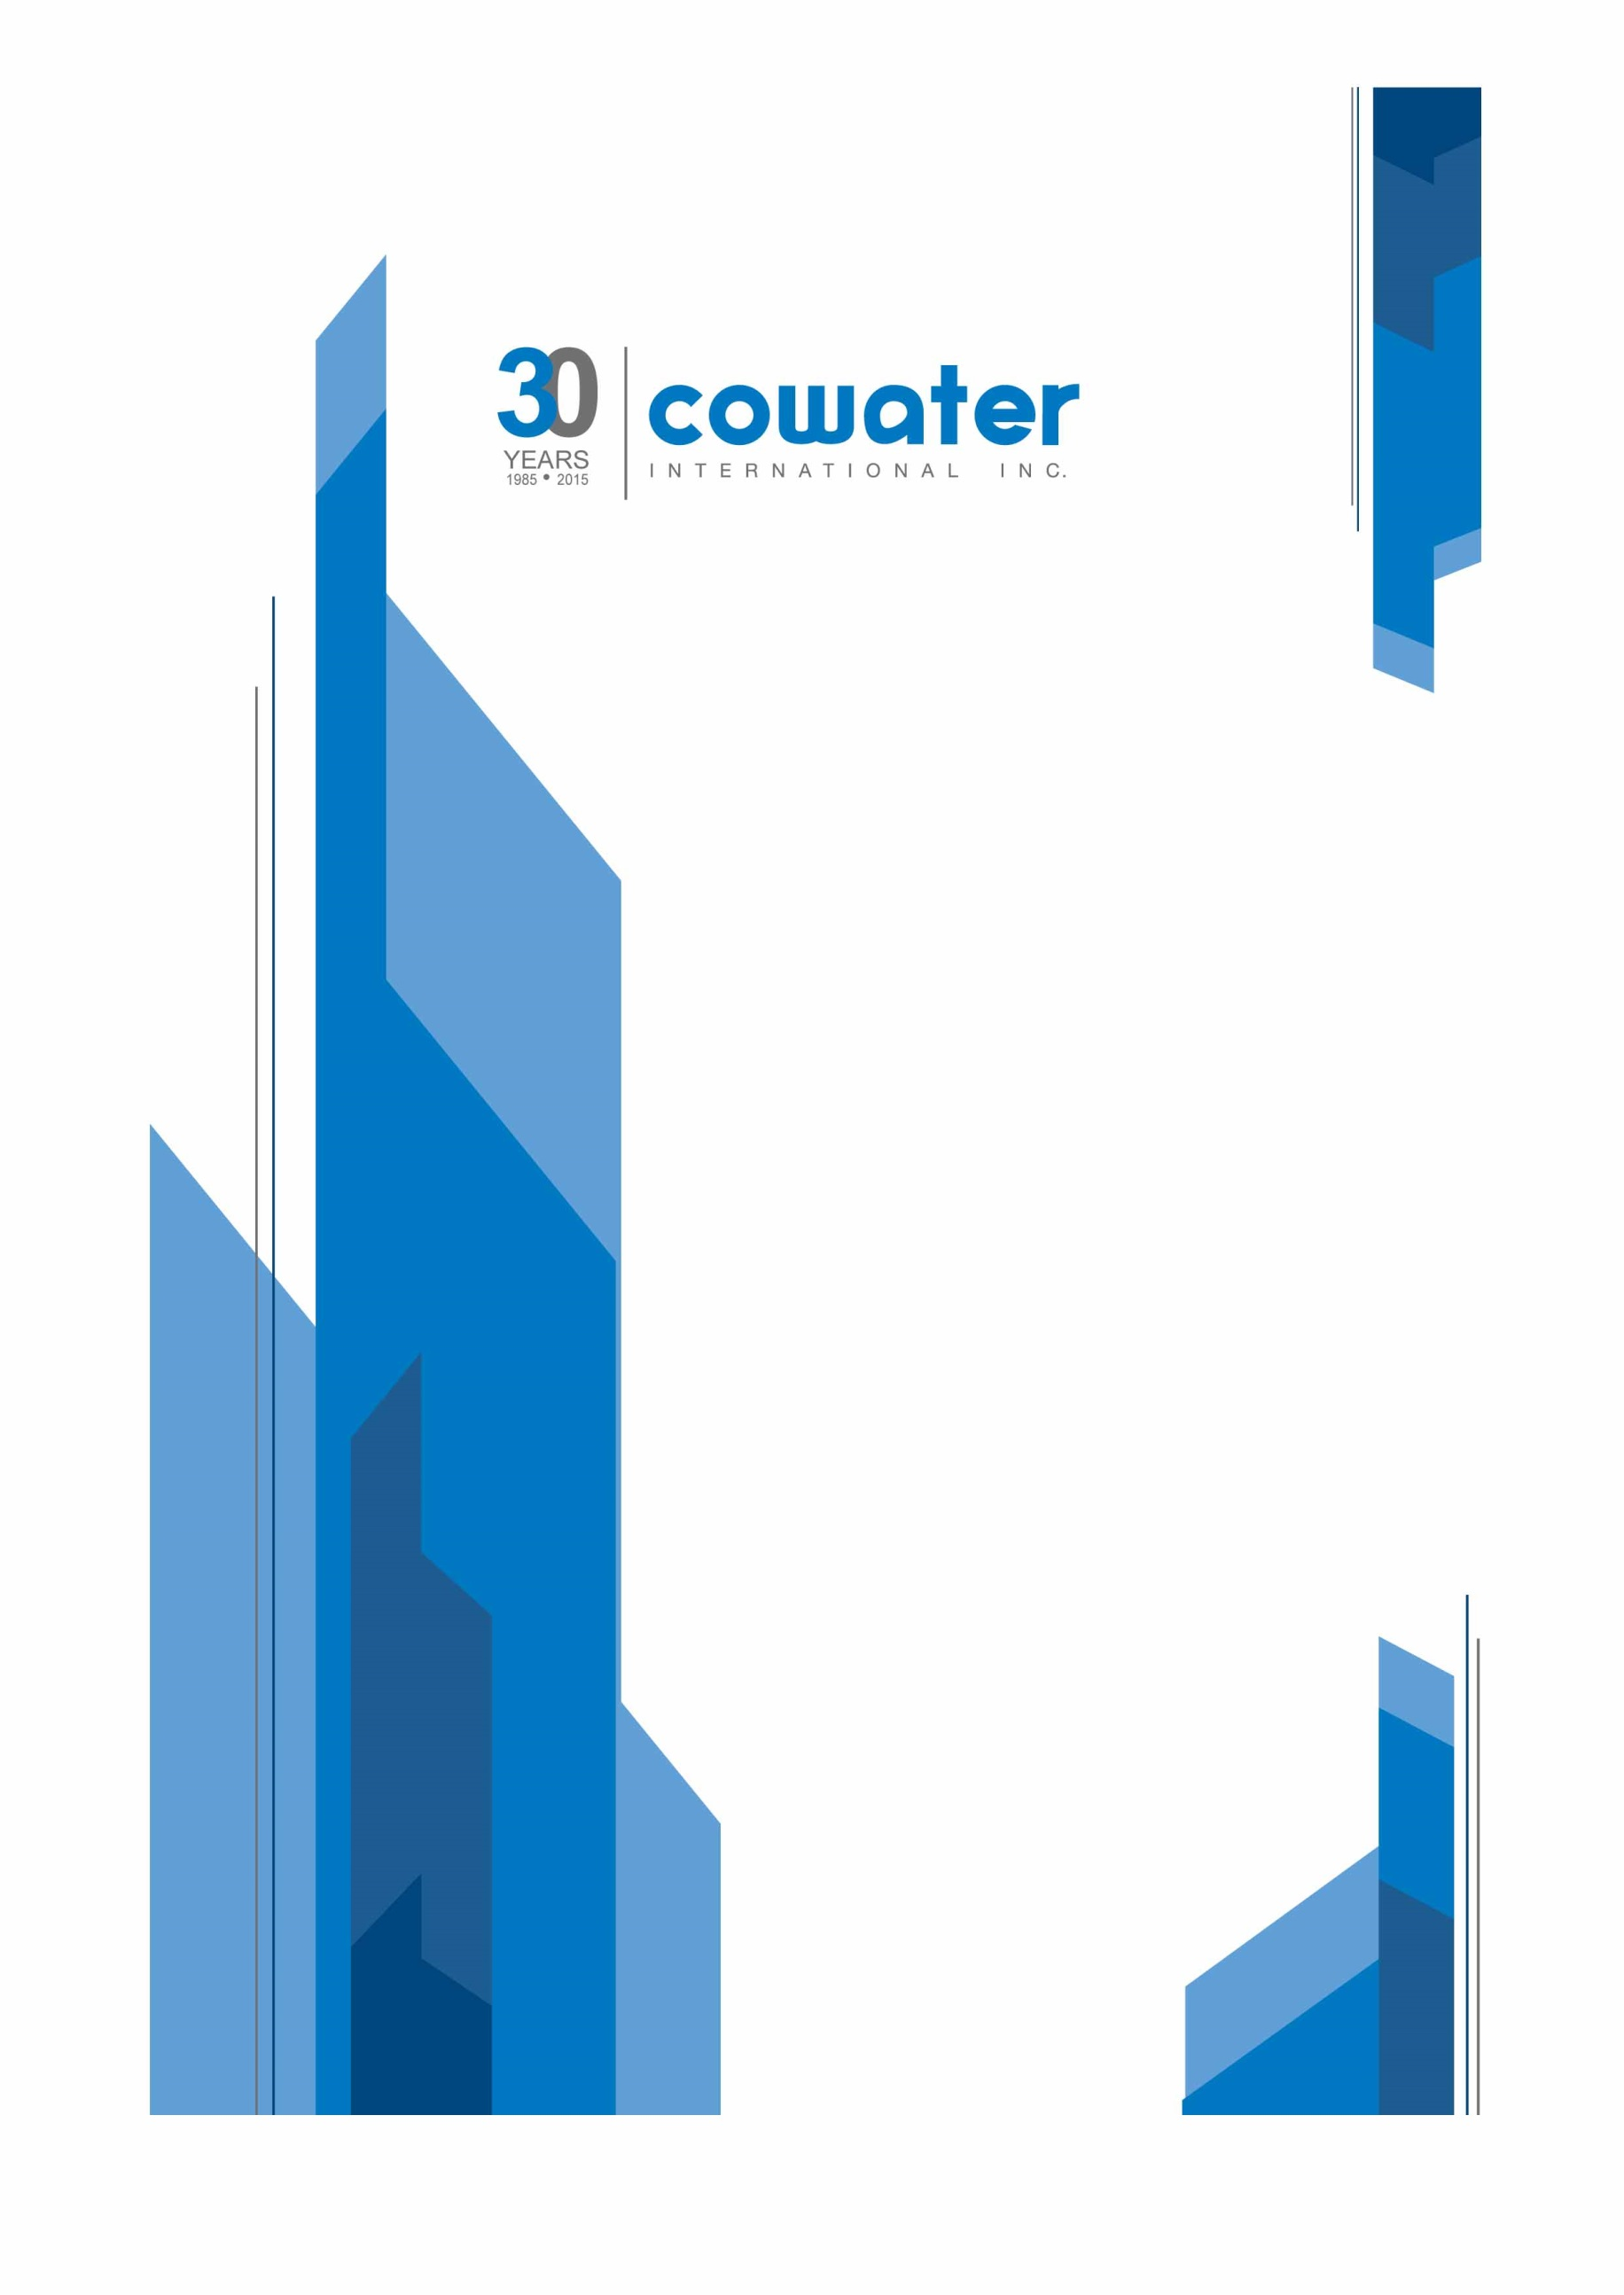 30
YEARS
1985 • 2015
cowater
INTERNATIONAL INC.